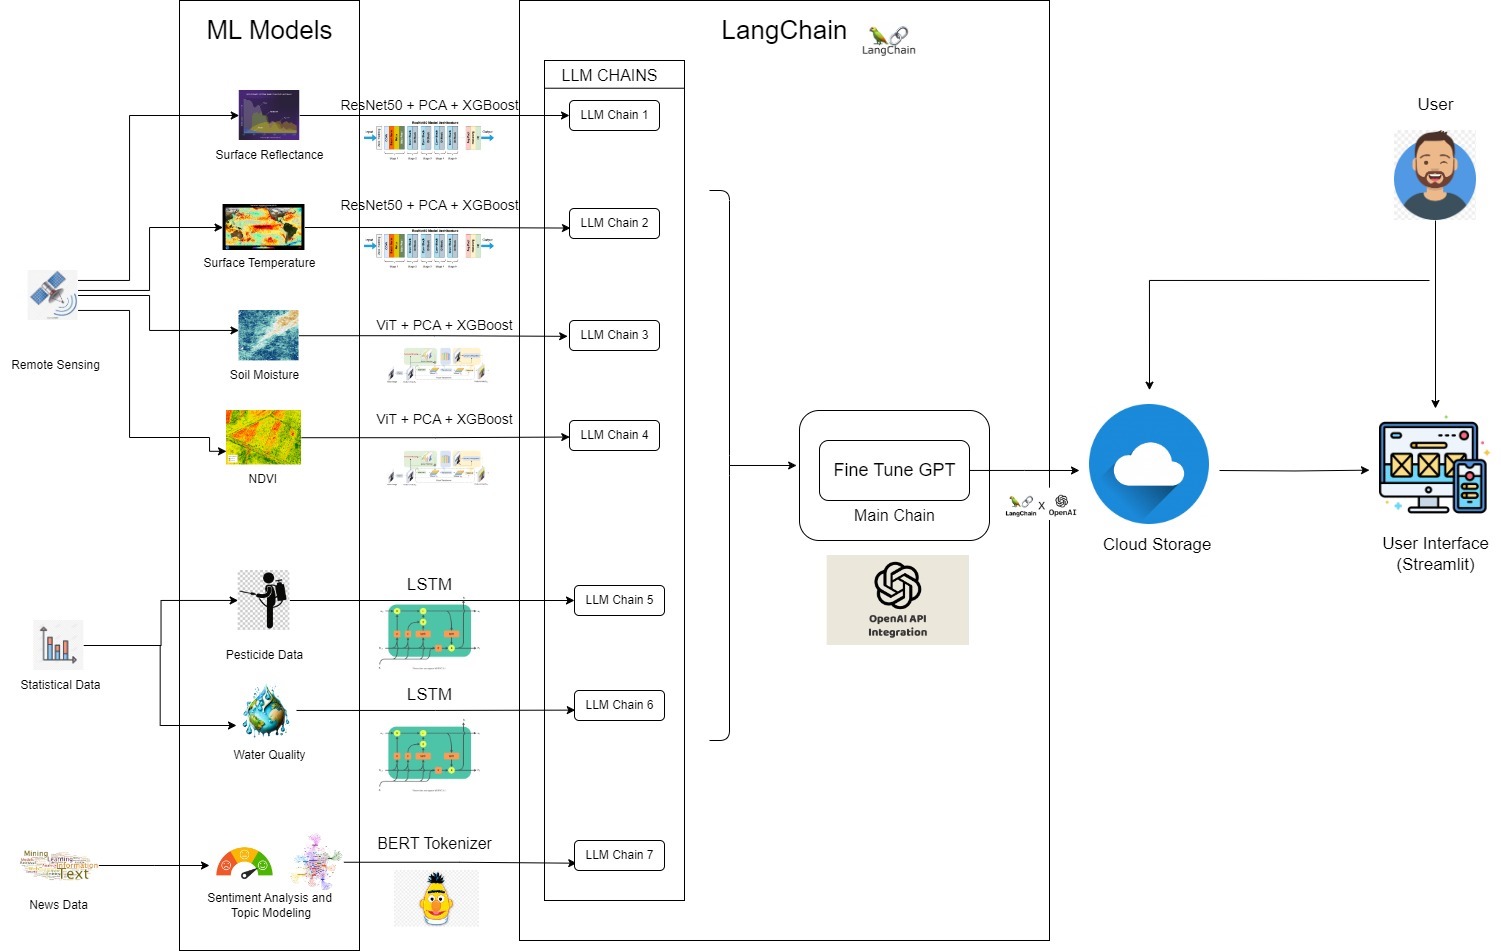 ML Models
LangChain
LangChain
LLM CHAINS
User
ResNet50 + PCA + XGBoost
LLM Chain 1
Surface Reflectance
ResNet50 + PCA + XGBoost
LLM Chain 2
Surface Temperature
ViT + PCA + XGBoost
LLM Chain 3
Remote Sensing
Soil Moisture
ViT + PCA + XGBoost
LLM Chain 4
NDVI
Fine Tune GPT
Main Chain
LangChain X OpenAI
Cloud Storage
User Interface
(Streamlit)
LSTM
LLM Chain 5
OpenAI API
Integration
Pesticide Data
Statistical Data
LSTM
LLM Chain 6
Water Quality
BERT Tokenizer
LLM Chain 7
Mining
Learning
Information
Text
News Data
Sentiment Analysis and
Topic Modeling